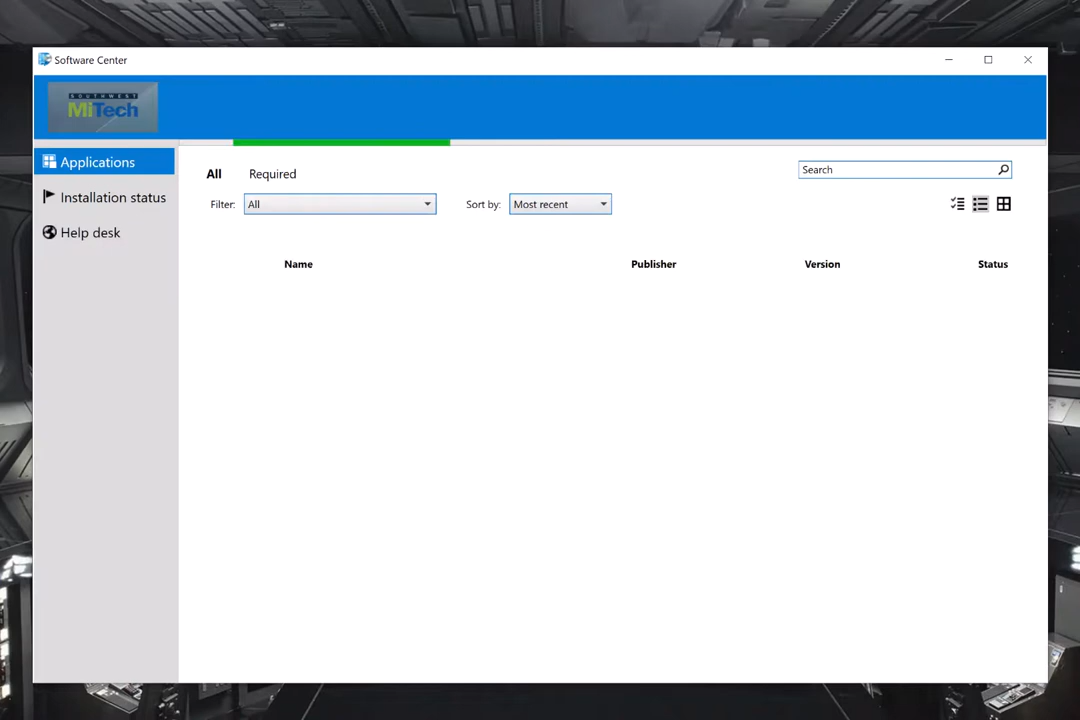 Software Center
SOUTHWEST
MiTech
Applications
Installation status
Help desk
All Required
Search
Filter: All Sort by: Most recent
Name Publisher Version Status